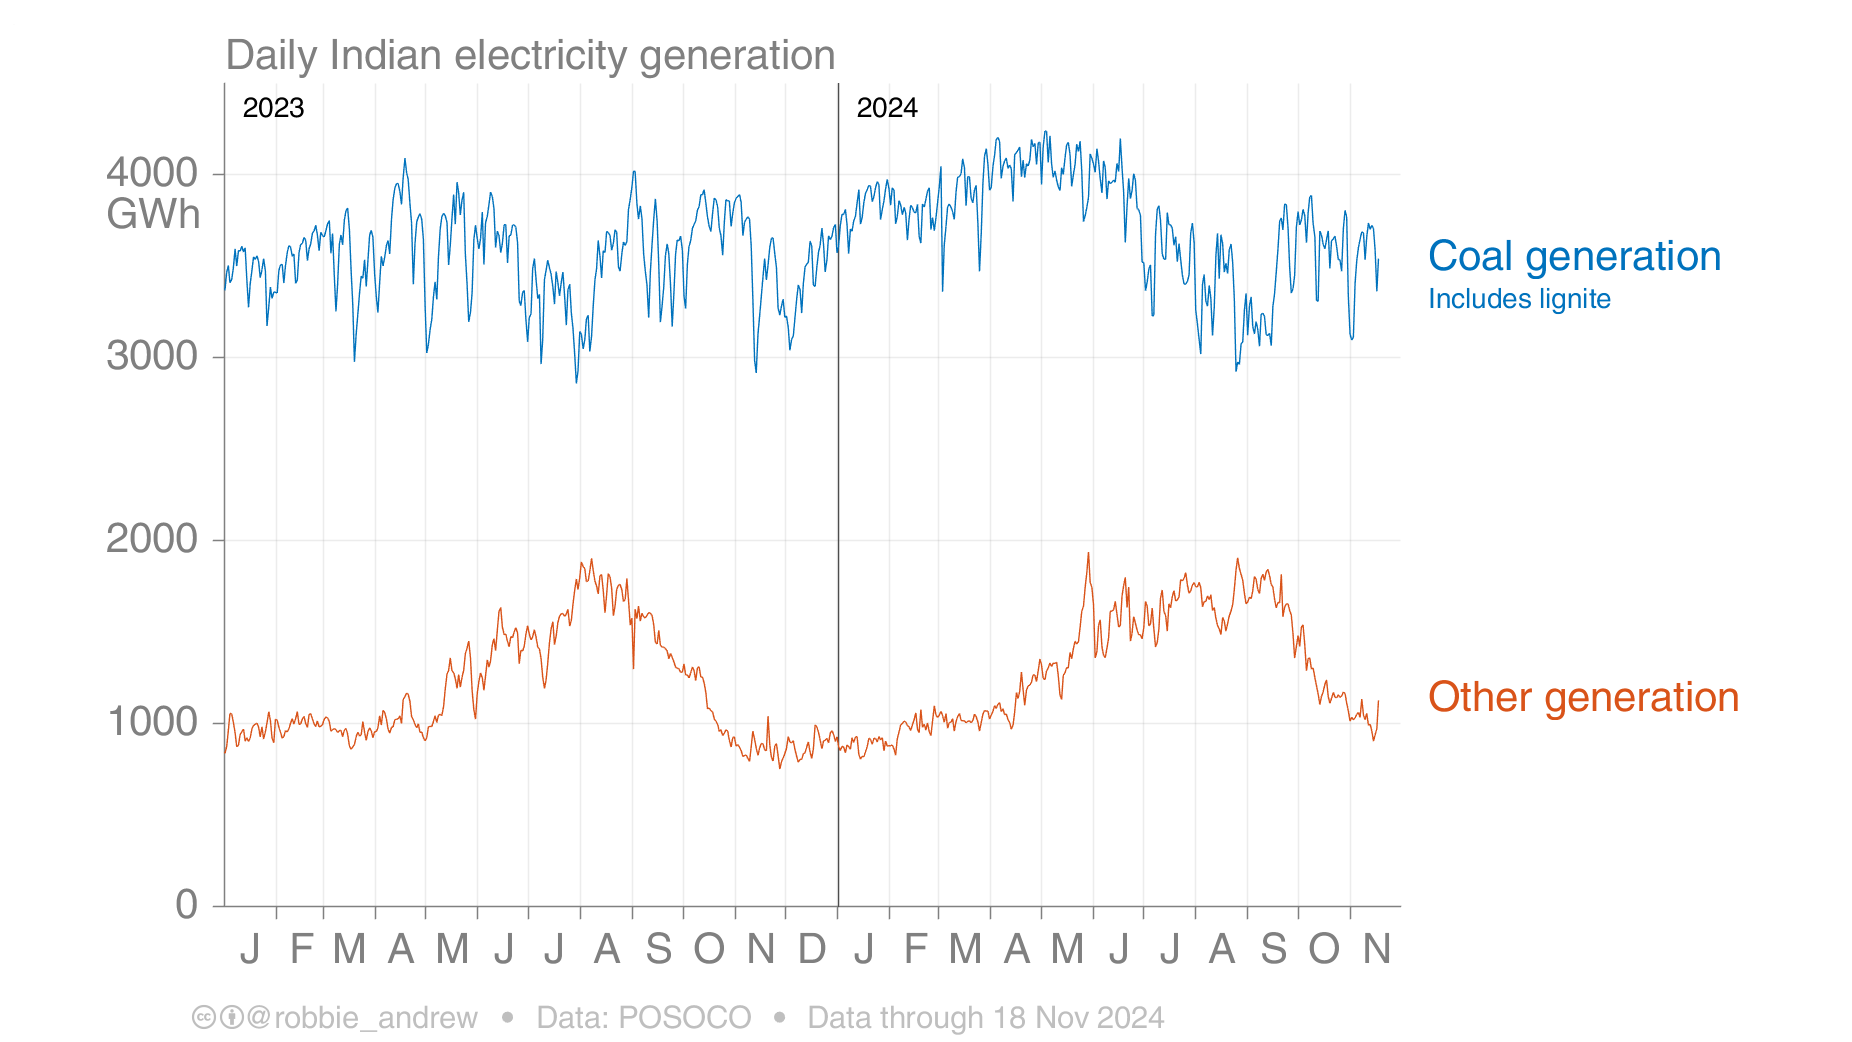 Daily Indian electricity generation
2023
2024
4000
GWh
3000
2000
1000
0
Coal generation
Includes lignite
Other generation
J F M A M J J A S O N D J F M A M J J A S O N
cc @robbie_andrew • Data: POSOCO • Data through 18 Nov 2024